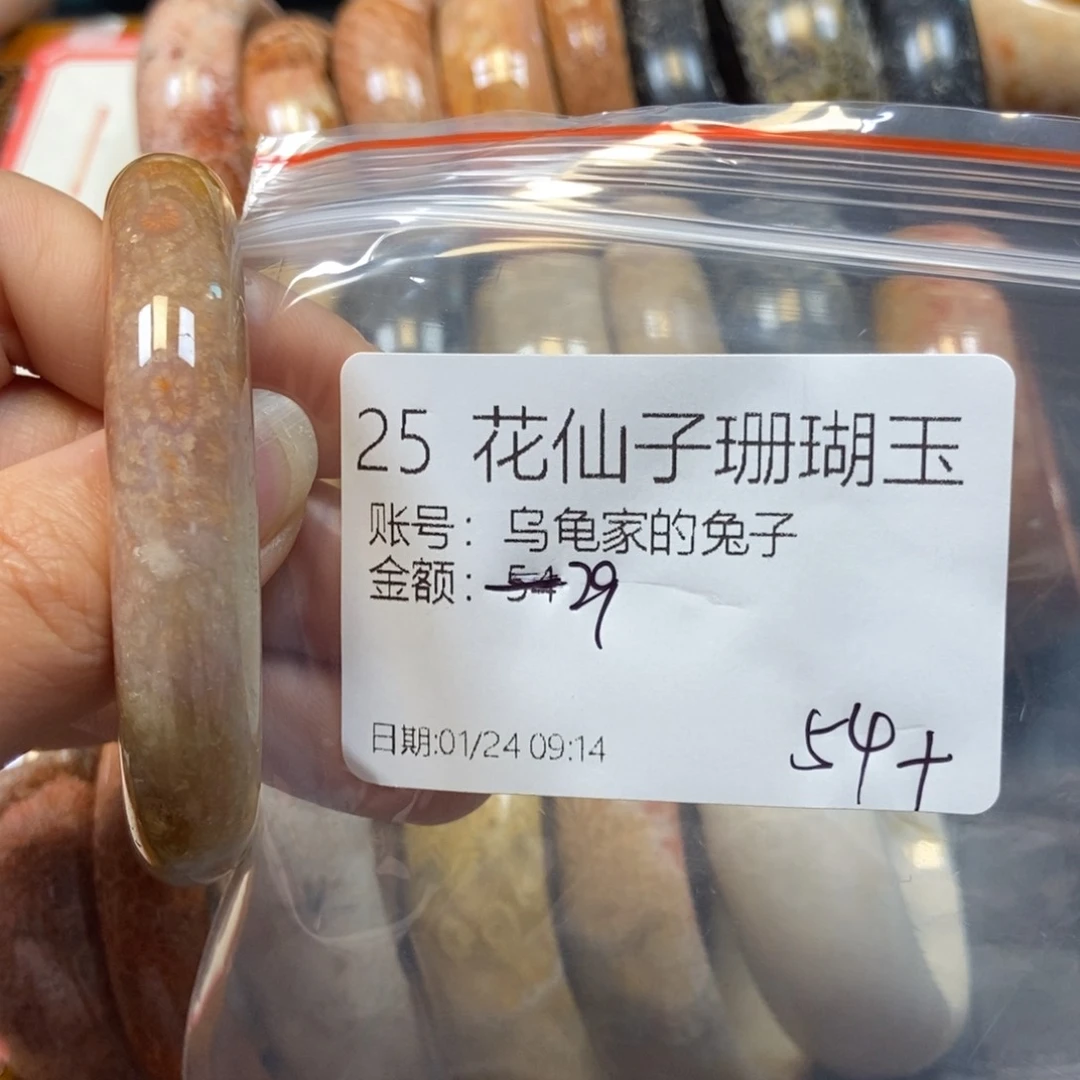 25 花仙子珊瑚玉
账号：乌龟家的兔子
金额：54 29
日期:01/24 09:14
54+